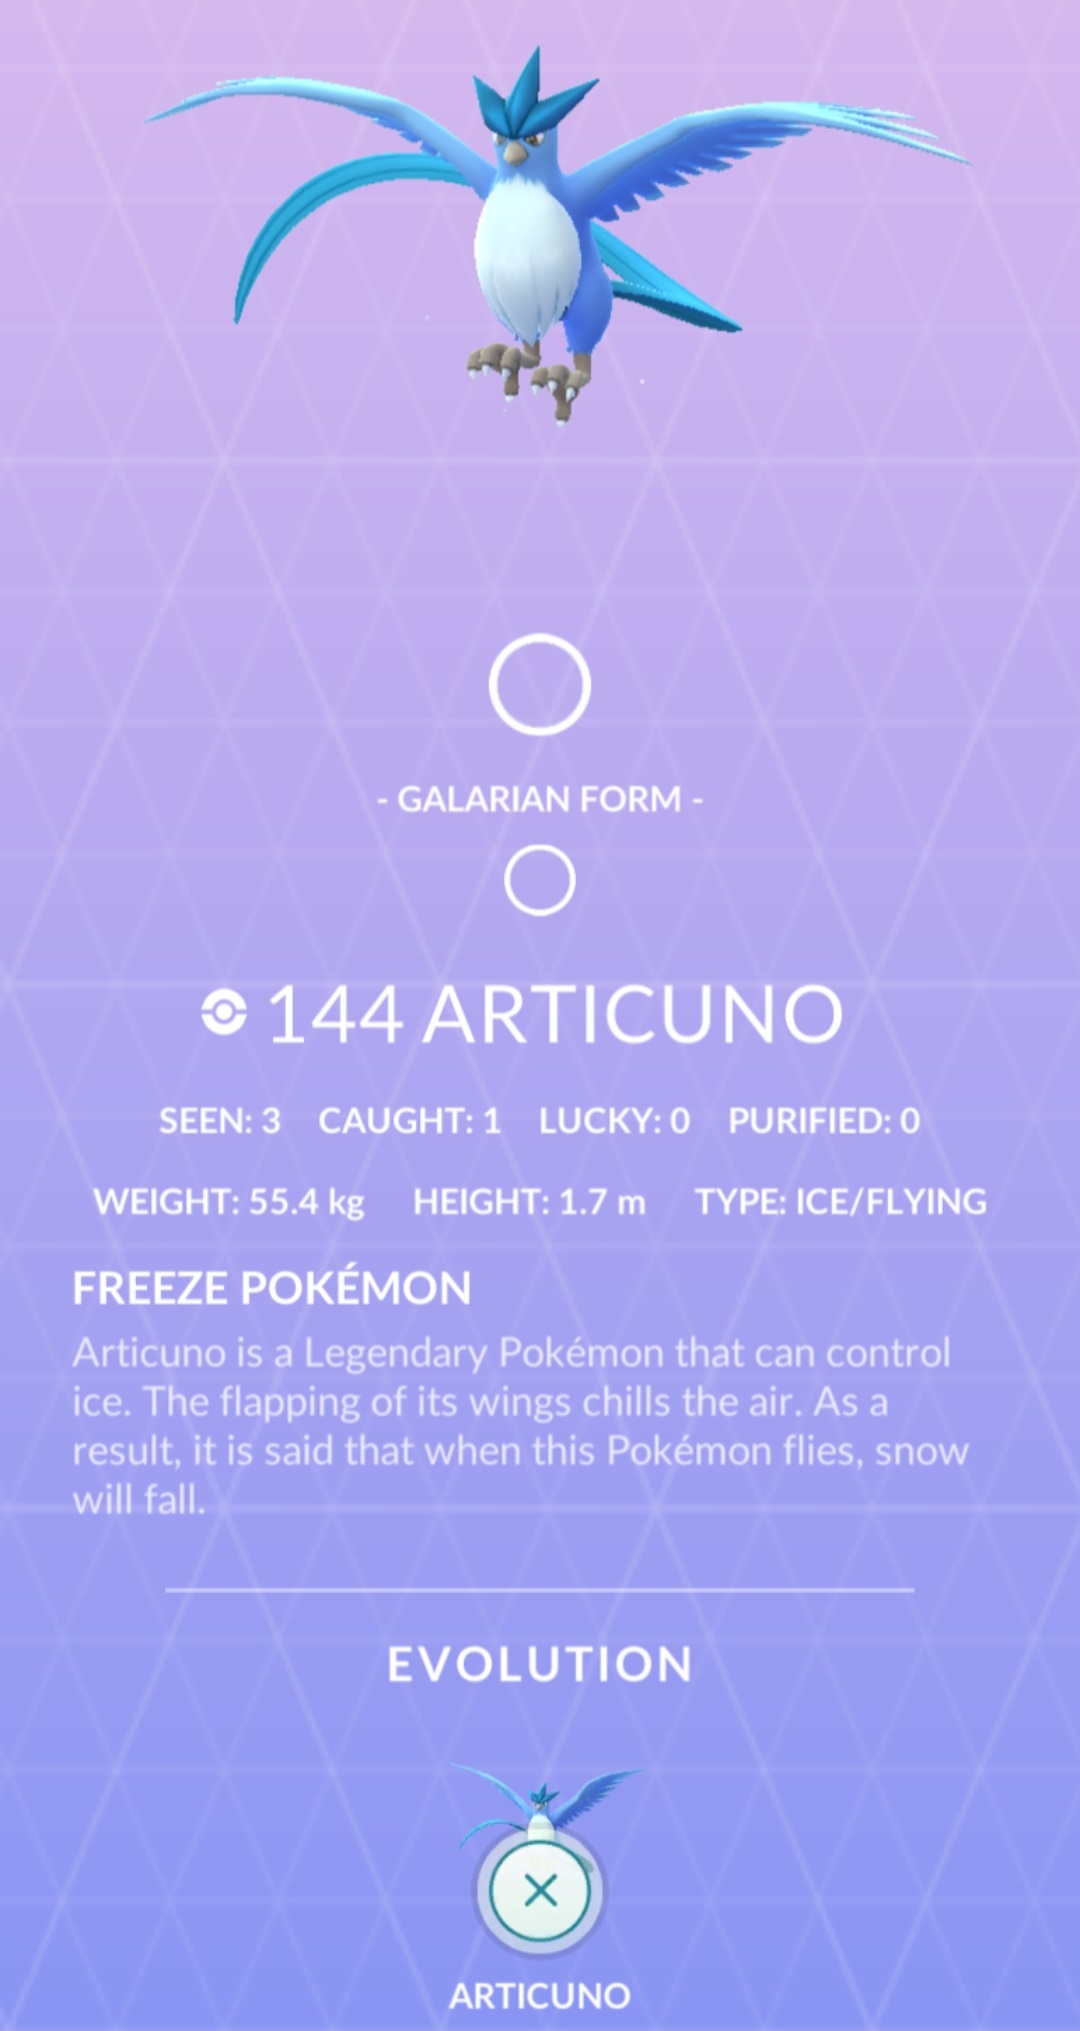 - GALARIAN FORM -
144 ARTICUNO
SEEN: 3 CAUGHT: 1 LUCKY: 0 PURIFIED: 0
WEIGHT: 55.4 kg HEIGHT: 1.7 m TYPE: ICE/FLYING
FREEZE POKÉMON
Articuno is a Legendary Pokémon that can control
ice. The flapping of its wings chills the air. As a
result, it is said that when this Pokémon flies, snow
will fall.
EVOLUTION
ARTICUNO